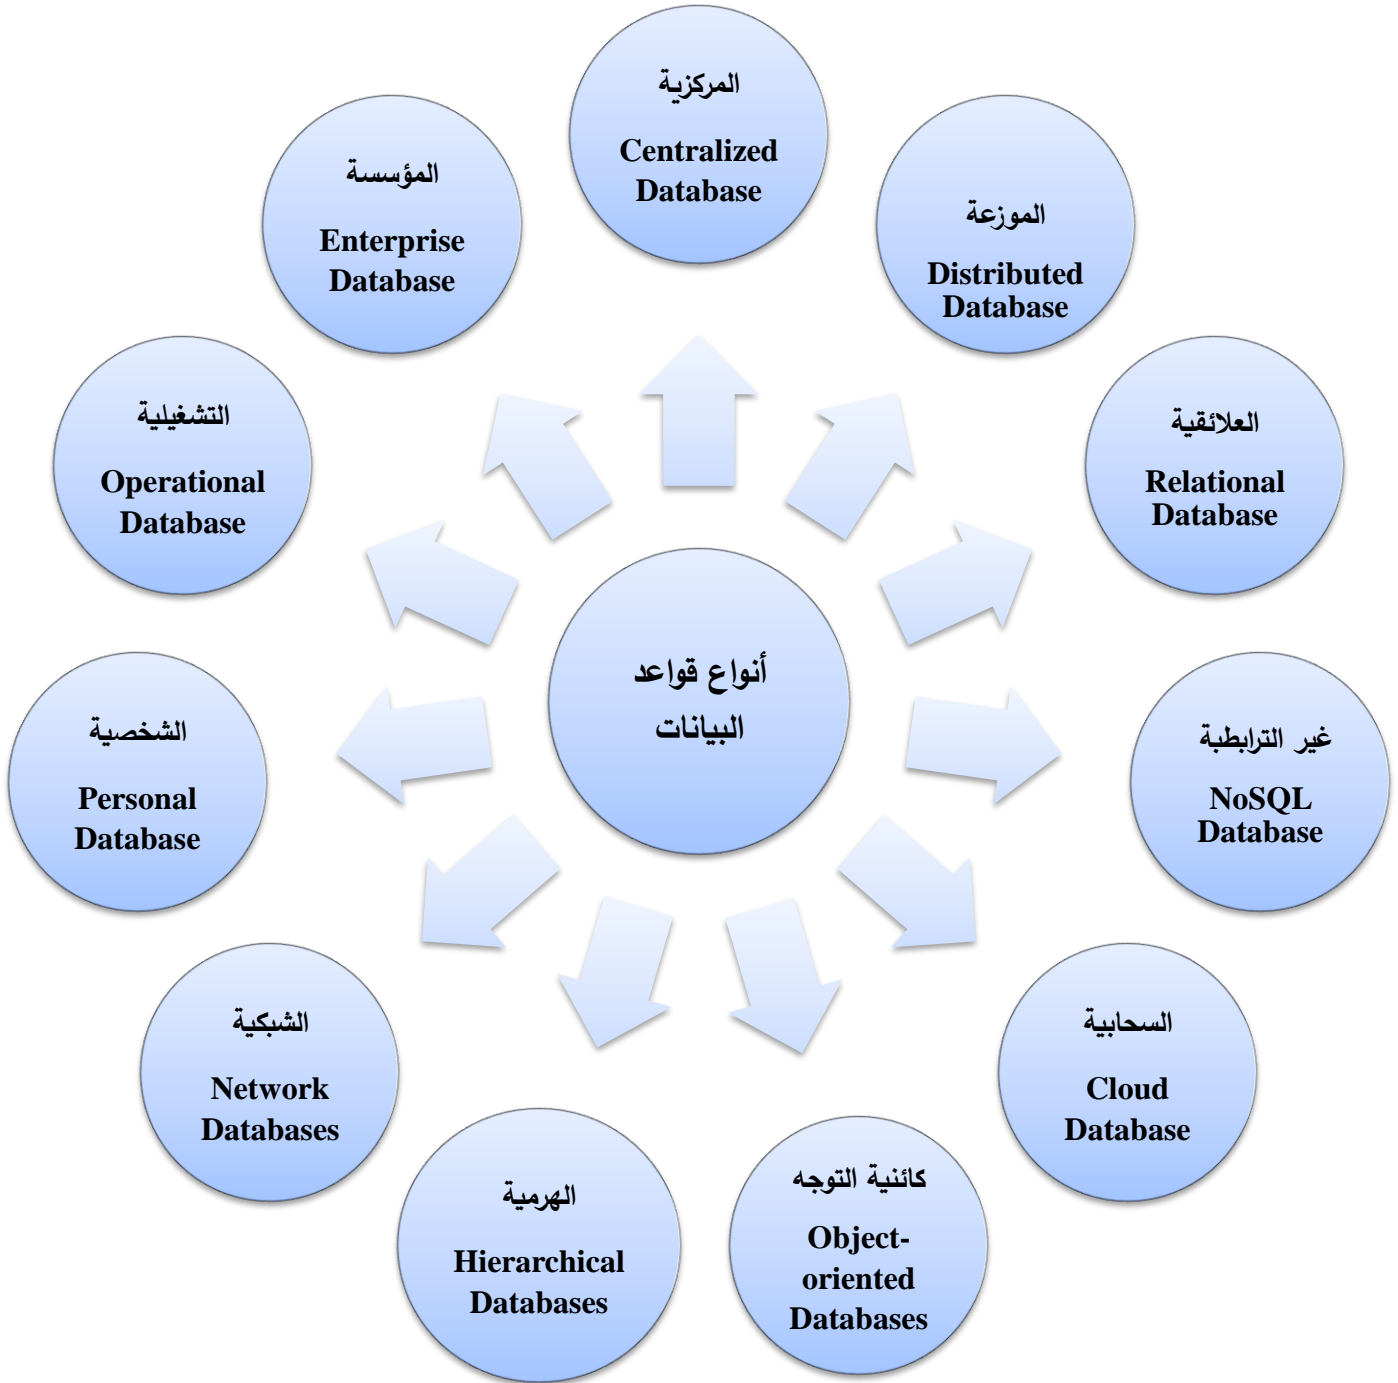 المركزية
Centralized
Database
الموزعة
Distributed
Database
العلائقية
Relational
Database
غير الترابطية
NoSQL
Database
السحابية
Cloud
Database
كائنية التوجه
Object-
oriented
Databases
الهرمية
Hierarchical
Databases
الشبكية
Network
Databases
الشخصية
Personal
Database
التشغيلية
Operational
Database
المؤسسة
Enterprise
Database
أنواع قواعد
البيانات